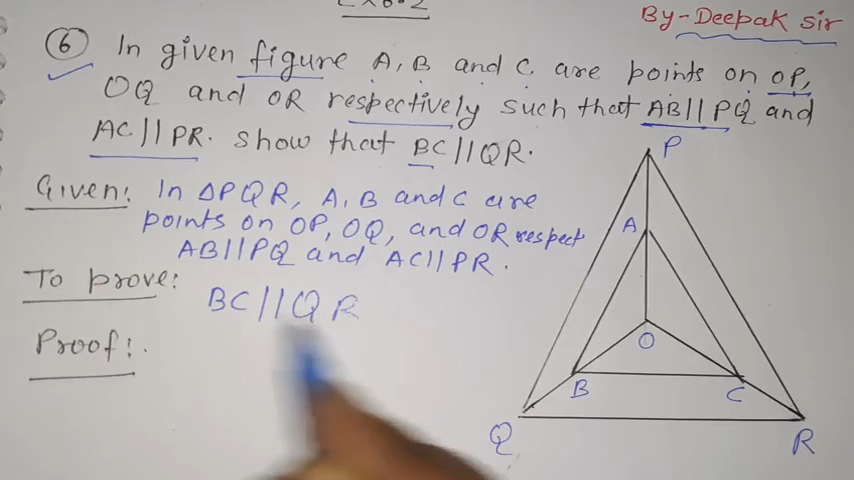 By-Deepak sir
6 In given figure A, B and C are points on OP,
OQ and OR respectively such that AB||PQ and
AC||PR. show that BC||QR.
Given: In ΔPQR, A, B and C are
points on OP, OQ, and OR respect
AB||PQ and AC||PR.
To prove:
BC||QR
Proof:.
P
A
O
B
C
Q
R